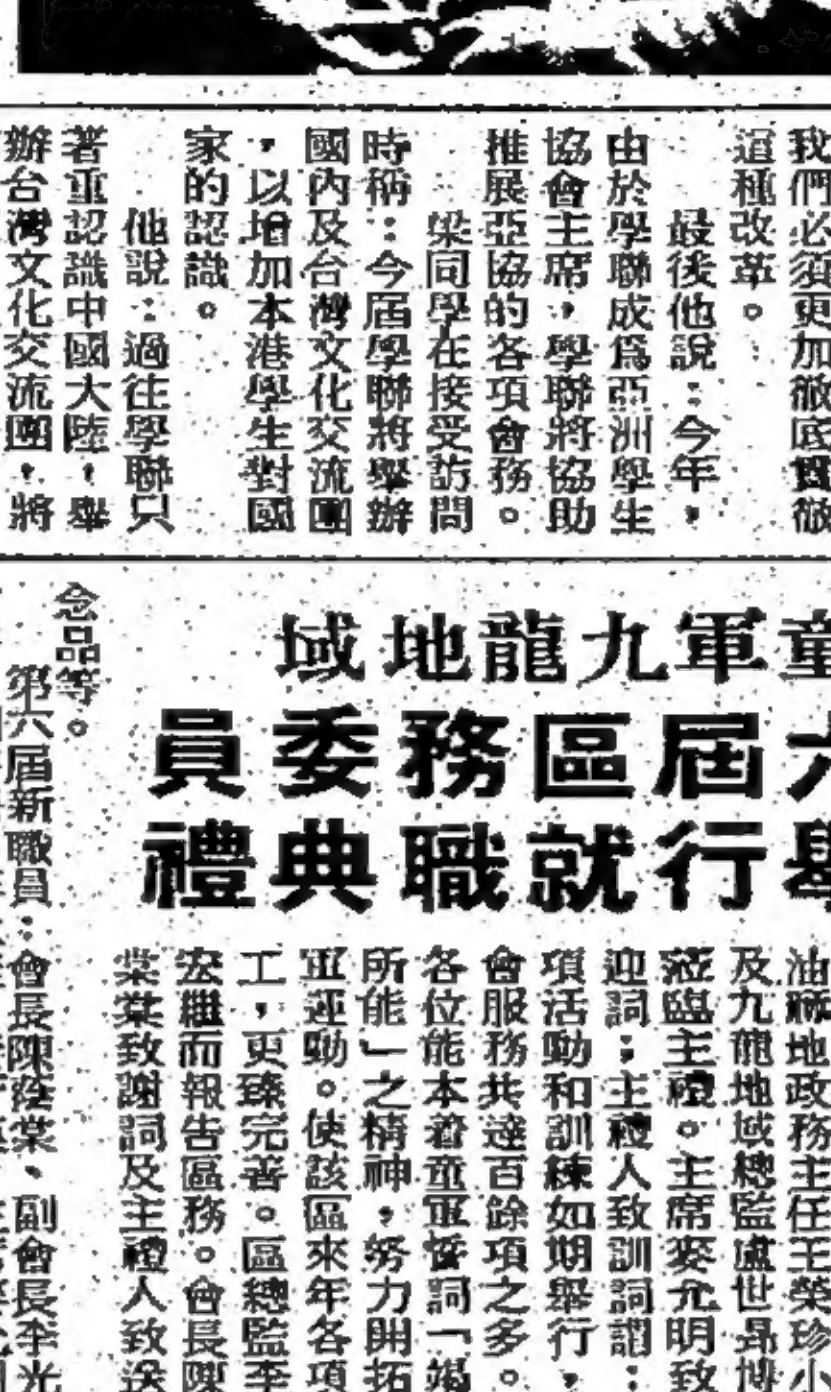 我們必須更加徹底貫徹
這種改革。
最後他說：今年，
由於學聯成爲亞洲學生
協會主席，學聯將協助
推展亞協的各項會務。
梁同學在接受訪問
時稱：今屆學聯將舉辦
國內及台灣文化交流團
，以增加本港學生對國
家的認識。
他說：過往學聯只
著重認識中國大陸，舉
辦台灣文化交流團，將
童軍九龍地域
六屆區務委員
舉行就職典禮
油麻地政務主任王榮珍小
及九龍地域總監盧世昌博
蒞臨主禮。主席麥允明致
迎詞；主禮人致訓詞謂：
項活動和訓練如期舉行，
會服務共達百餘項之多。
各位能本着童軍誓詞「竭
所能」之精神，努力開拓
軍運動。使該區來年各項
工，更臻完善。區總監李
宏繼而報告區務。會長陳
棠棠致謝詞及主禮人致送
念品等。
第六屆新職員：會長陳蔭棠、副會長李光